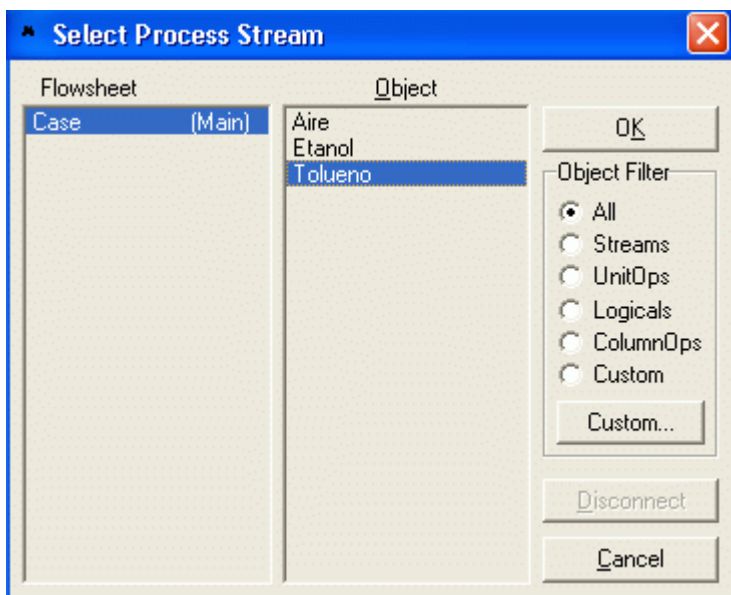 Select Process Stream
Flowsheet
Object
Case (Main)
Aire
Etanol
Tolueno
OK
Object Filter
All
Streams
UnitOps
Logicals
ColumnOps
Custom
Custom...
Disconnect
Cancel